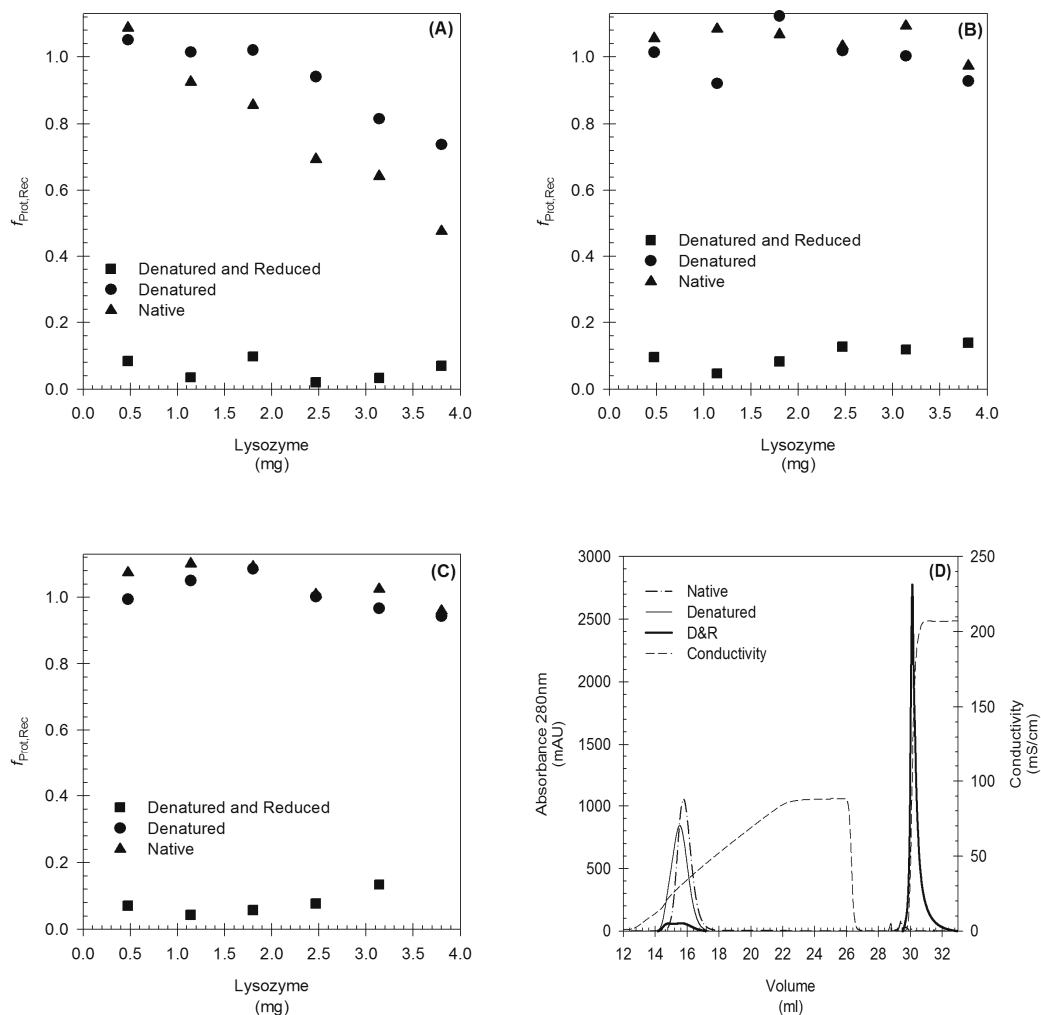 (A)
1.0
0.8
0.6
0.4
0.2
0.0
fProt,Rec
Denatured and Reduced
Denatured
Native
0.0 0.5 1.0 1.5 2.0 2.5 3.0 3.5 4.0
Lysozyme
(mg)
(B)
1.0
0.8
0.6
0.4
0.2
0.0
fProt,Rec
Denatured and Reduced
Denatured
Native
0.0 0.5 1.0 1.5 2.0 2.5 3.0 3.5 4.0
Lysozyme
(mg)
(C)
1.0
0.8
0.6
0.4
0.2
0.0
fProt,Rec
Denatured and Reduced
Denatured
Native
0.0 0.5 1.0 1.5 2.0 2.5 3.0 3.5 4.0
Lysozyme
(mg)
(D)
3000
2500
2000
1500
1000
500
0
Absorbance 280nm
(mAU)
Native
Denatured
D&R
Conductivity
250
200
150
100
50
0
Conductivity
(mS/cm)
12 14 16 18 20 22 24 26 28 30 32
Volume
(ml)